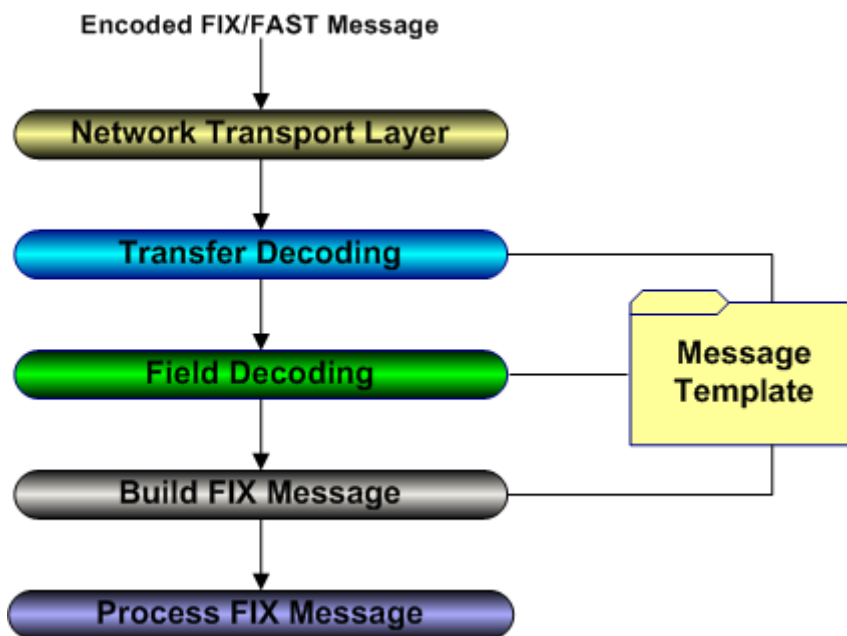 Encoded FIX/FAST Message
Network Transport Layer
Transfer Decoding
Field Decoding
Message
Template
Build FIX Message
Process FIX Message